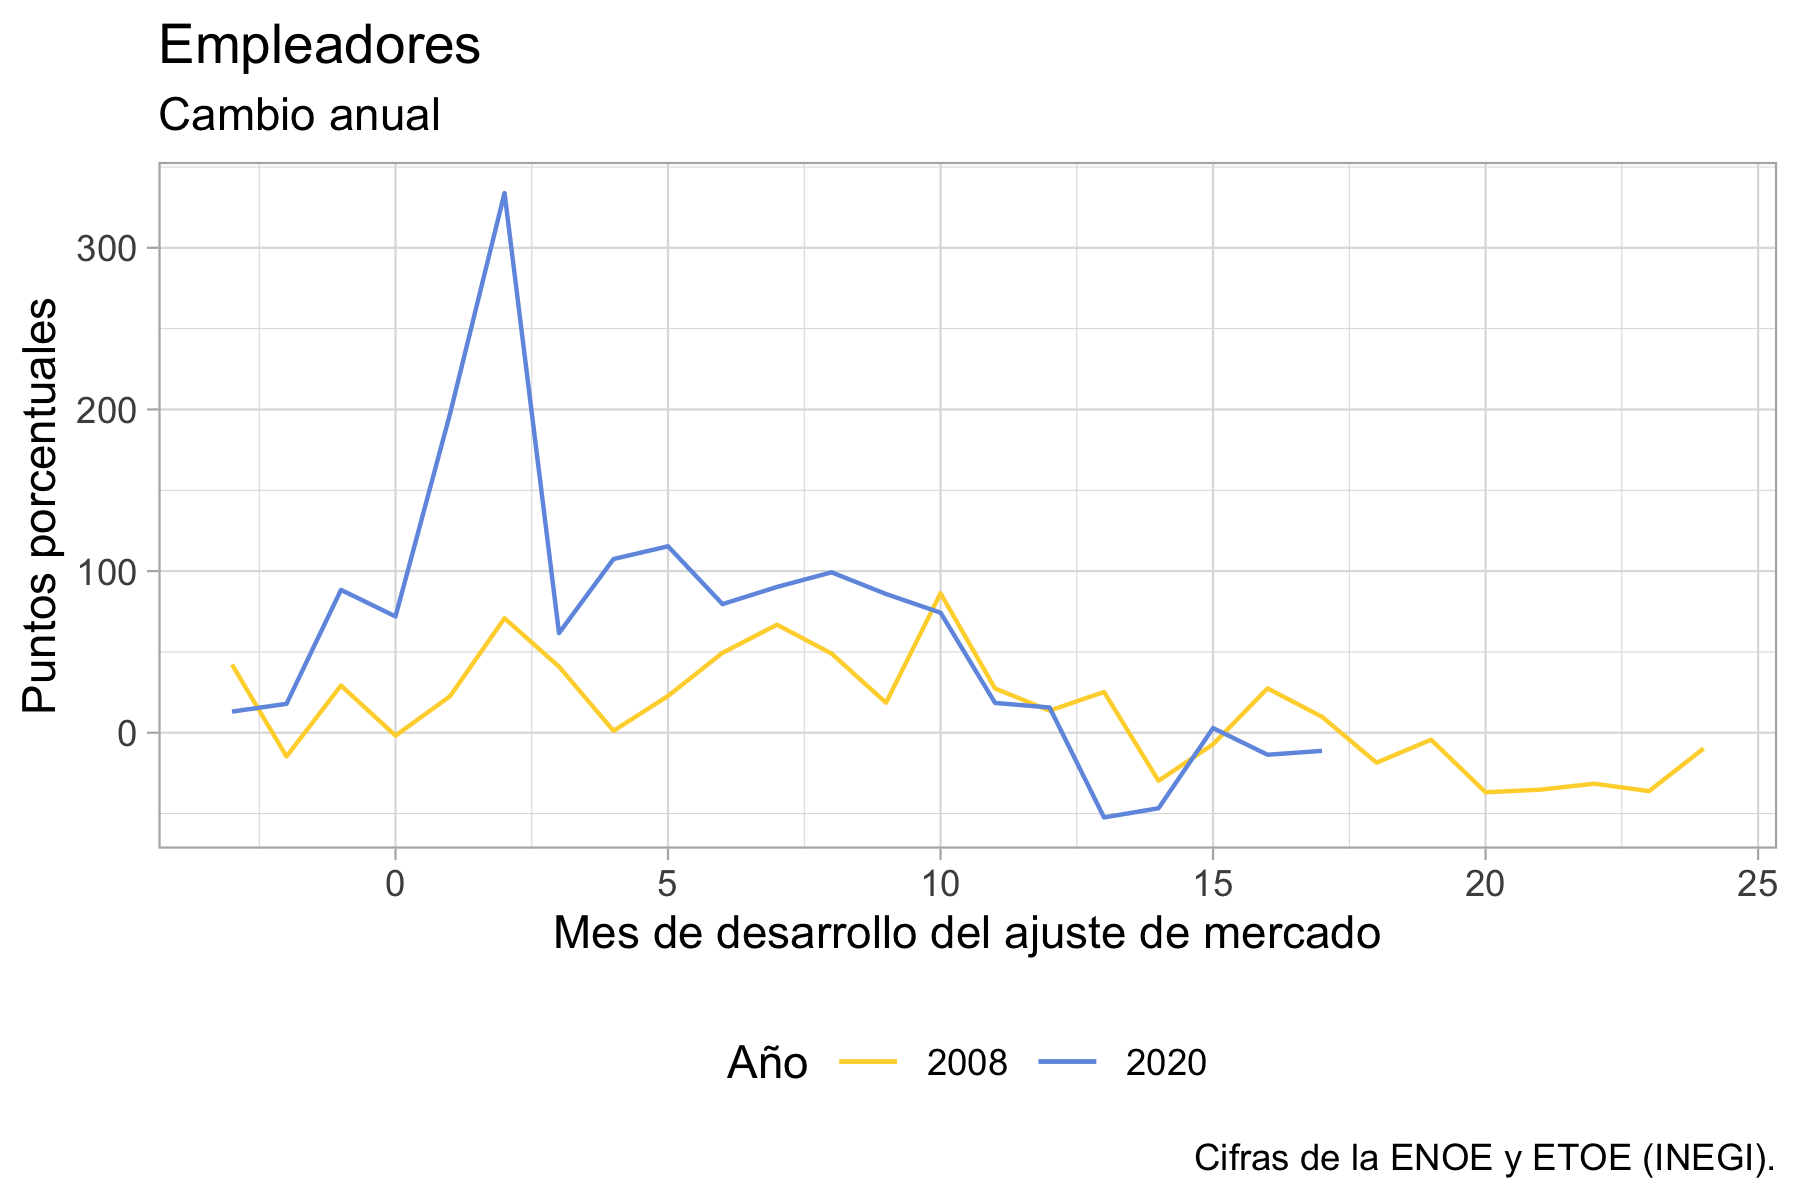 Empleadores
Cambio anual
Puntos porcentuales
300
200
100
0
0 5 10 15 20 25
Mes de desarrollo del ajuste de mercado
Año 2008 2020
Cifras de la ENOE y ETOE (INEGI).